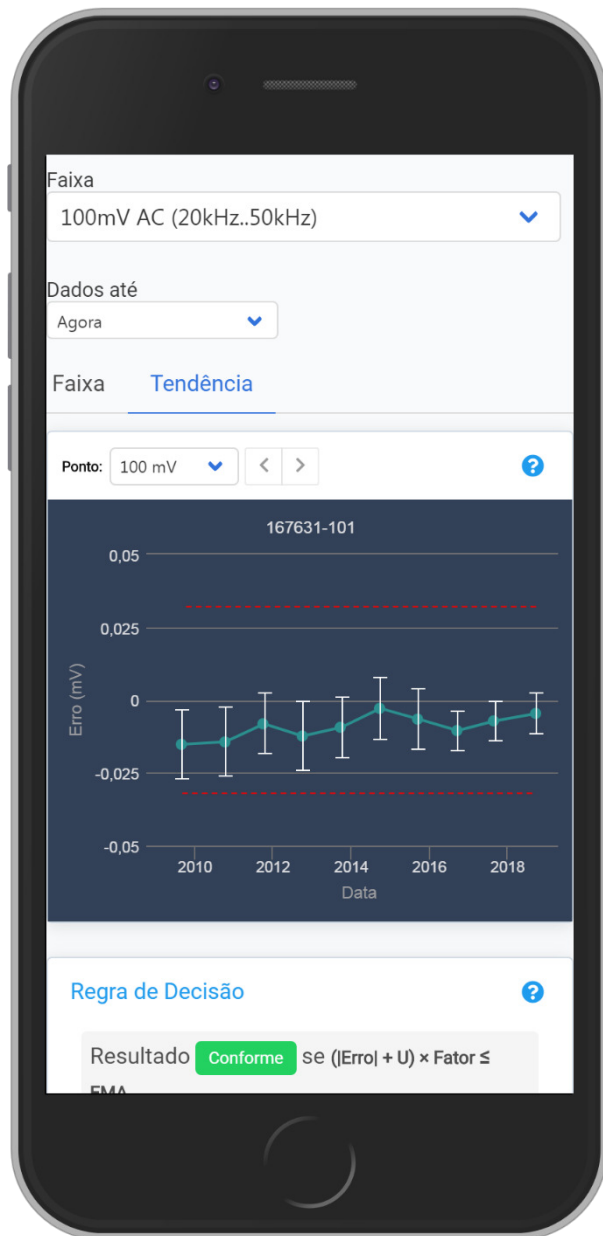 Faixa
100mV AC (20kHz..50kHz)
Dados até
Agora
Faixa Tendência
Ponto: 100 mV
167631-101
0,05
0,025
0
-0,025
-0,05
Erro (mV)
2010 2012 2014 2016 2018
Data
Regra de Decisão
Resultado Conforme se (|Erro| + U) × Fator ≤
EMA